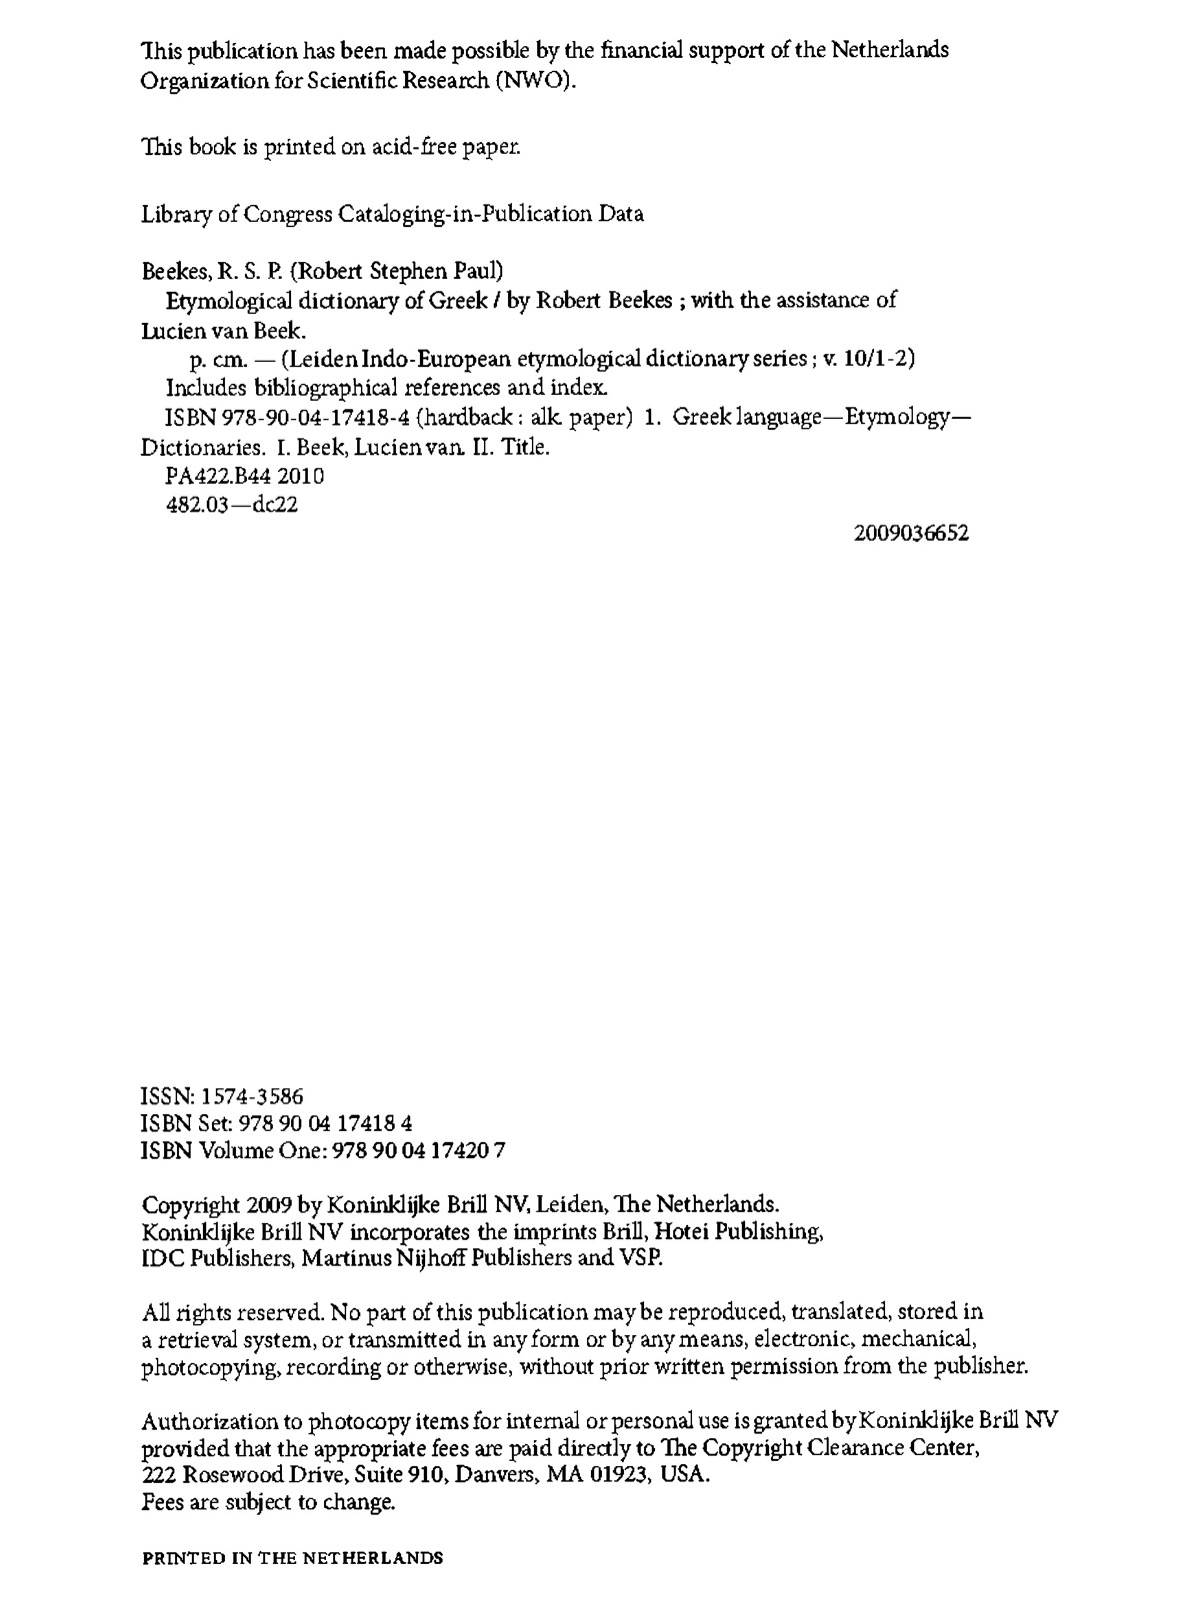 This publication has been made possible by the financial support of the Netherlands
Organization for Scientific Research (NWO).
This book is printed on acid-free paper.
Library of Congress Cataloging-in-Publication Data
Beekes, R. S. P. (Robert Stephen Paul)
Etymological dictionary of Greek / by Robert Beekes ; with the assistance of
Lucien van Beek.
p. cm. — (Leiden Indo-European etymological dictionary series ; v. 10/1-2)
Includes bibliographical references and index.
ISBN 978-90-04-17418-4 (hardback : alk. paper) 1. Greek language—Etymology—
Dictionaries. I. Beek, Lucien van. II. Title.
PA422.B44 2010
482.03—dc22
2009036652
ISSN: 1574-3586
ISBN Set: 978 90 04 17418 4
ISBN Volume One: 978 90 04 17420 7
Copyright 2009 by Koninklijke Brill NV, Leiden, The Netherlands.
Koninklijke Brill NV incorporates the imprints Brill, Hotei Publishing,
IDC Publishers, Martinus Nijhoff Publishers and VSP.
All rights reserved. No part of this publication may be reproduced, translated, stored in
a retrieval system, or transmitted in any form or by any means, electronic, mechanical,
photocopying, recording or otherwise, without prior written permission from the publisher.
Authorization to photocopy items for internal or personal use is granted by Koninklijke Brill NV
provided that the appropriate fees are paid directly to The Copyright Clearance Center,
222 Rosewood Drive, Suite 910, Danvers, MA 01923, USA.
Fees are subject to change.
PRINTED IN THE NETHERLANDS